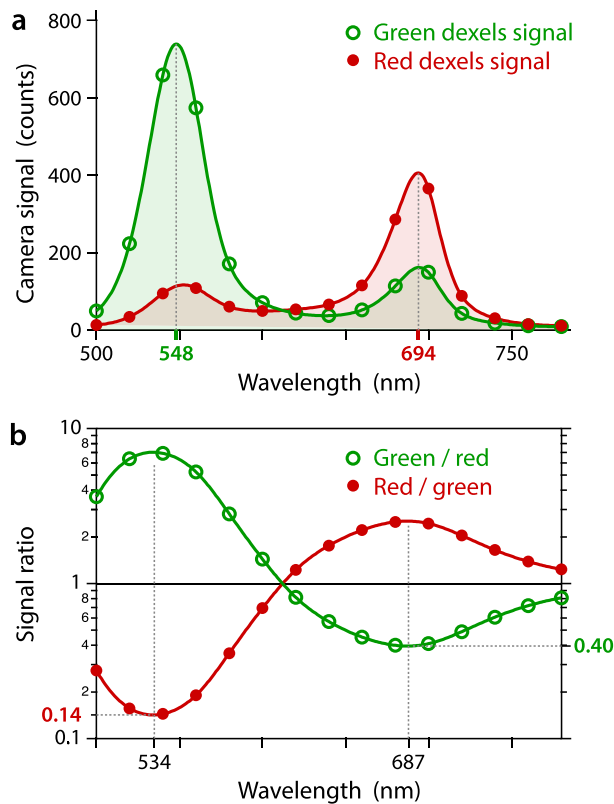 a
800
600
400
200
0
Camera signal (counts)
Green dexels signal
Red dexels signal
500
548
694
750
Wavelength (nm)
b
10
8
6
4
2
1
8
6
4
2
0.1
0.14
0.40
Signal ratio
Green / red
Red / green
534
687
Wavelength (nm)